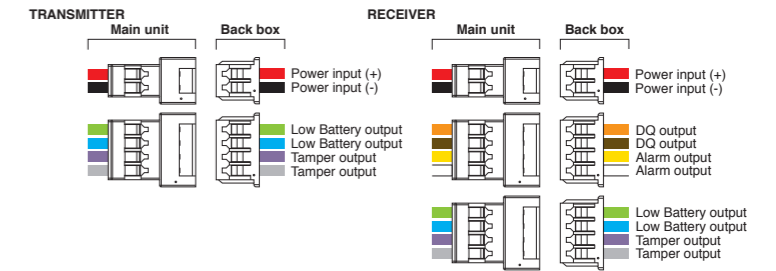 TRANSMITTER
Main unit
Back box
Power input (+)
Power input (-)
Low Battery output
Low Battery output
Tamper output
Tamper output
RECEIVER
Main unit
Back box
Power input (+)
Power input (-)
DQ output
DQ output
Alarm output
Alarm output
Low Battery output
Low Battery output
Tamper output
Tamper output